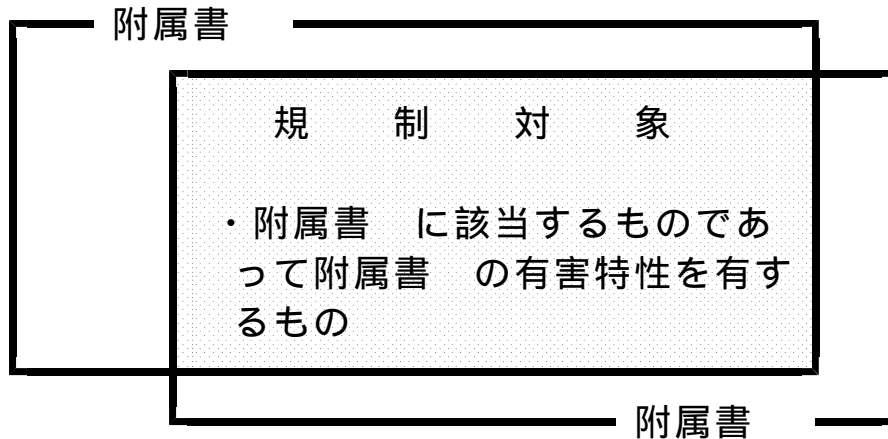 附属書
規 制 対 象
・附属書　に該当するものであ
って附属書　の有害特性を有す
るもの
附属書